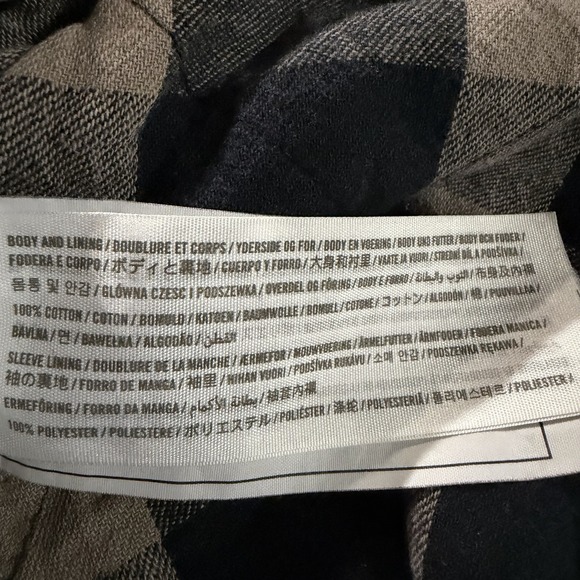 BODY AND LINING / DOUBLURE ET CORPS / YDERSIDE OG FOR / BODY EN VOERING / BODY UND FUTTER / BODY OCH FODER /
FODERA E CORPO / ボディと裏地 / CUERPO Y FORRO / 大身和衬里 / VAATE JA VUORI / STŘEDNÍ DÍL A PODŠÍVKA /
몸통 및 안감 / GŁÓWNA CZĘSC I PODSZEWKA / OVERDEL OG FÔRING / BODY E FORRO / الثوب والبطانة / 布身及內襯
100% COTTON / COTON / BOMULD / KATOEN / BAUMWOLLE / BOMULL / COTONE / コットン / ALGODÓN / 棉 / PUUVILLAA /
BAVLNA / 면 / BAWEŁNA / ALGODÃO / القطن
SLEEVE LINING / DOUBLURE DE LA MANCHE / ÆRMEFOR / MOUWVOERING / ÄRMELFUTTER / ÄRMFODER / FODERA MANICA /
袖の裏地 / FORRO DE MANGA / 袖里 / HIHAN VUORI / PODŠÍVKA RUKÁVU / 소매 안감 / PODSZEWKA RĘKAWA /
ERMEFÔRING / FORRO DA MANGA / بطانة الأكمام / 袖套內襯
100% POLYESTER / POLIESTERE / ポリエステル / POLIÉSTER / 涤纶 / POLYESTERIÄ / 폴리에스테르 / POLIESTER /